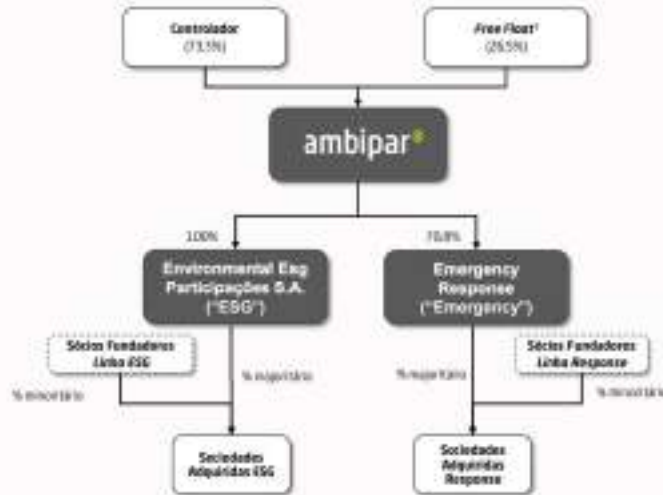 Controlador
(73,5%)
Free Float¹
(26,5%)
ambipar
100%
70,8%
Environmental Esg
Participações S.A.
("ESG")
Emergency
Response
("Emergency")
Sócios Fundadores
Linha ESG
Sócios Fundadores
Linha Response
% minoritário
% majoritário
% majoritário
% minoritário
Sociedades
Adquiridas ESG
Sociedades
Adquiridas
Response